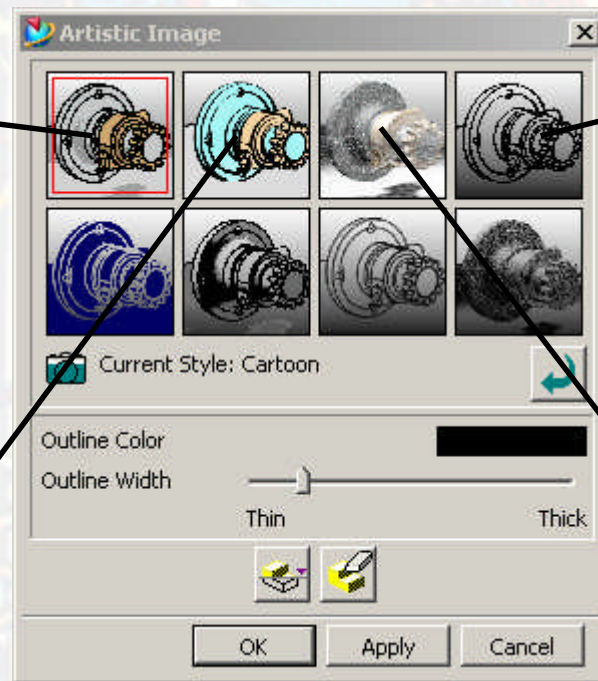 Artistic Image
Current Style: Cartoon
Outline Color
Outline Width
Thin Thick
OK Apply Cancel